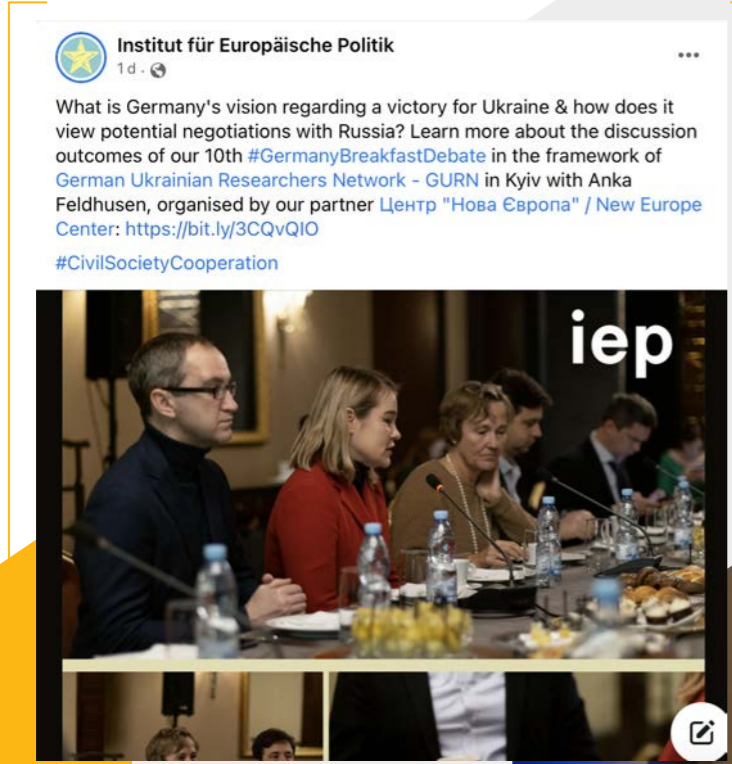 Institut für Europäische Politik
1 d ·
What is Germany's vision regarding a victory for Ukraine & how does it
view potential negotiations with Russia? Learn more about the discussion
outcomes of our 10th #GermanyBreakfastDebate in the framework of
German Ukrainian Researchers Network - GURN in Kyiv with Anka
Feldhusen, organised by our partner Центр "Нова Європа" / New Europe
Center: https://bit.ly/3CQvQIO
#CivilSocietyCooperation
iep